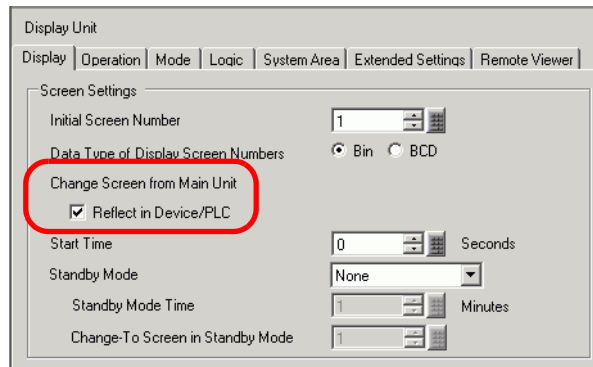 Display Unit
Display Operation Mode Logic System Area Extended Settings Remote Viewer
Screen Settings
Initial Screen Number 1
Data Type of Display Screen Numbers Bin BCD
Change Screen from Main Unit
Reflect in Device/PLC
Start Time 0 Seconds
Standby Mode None
Standby Mode Time 1 Minutes
Change-To Screen in Standby Mode 1